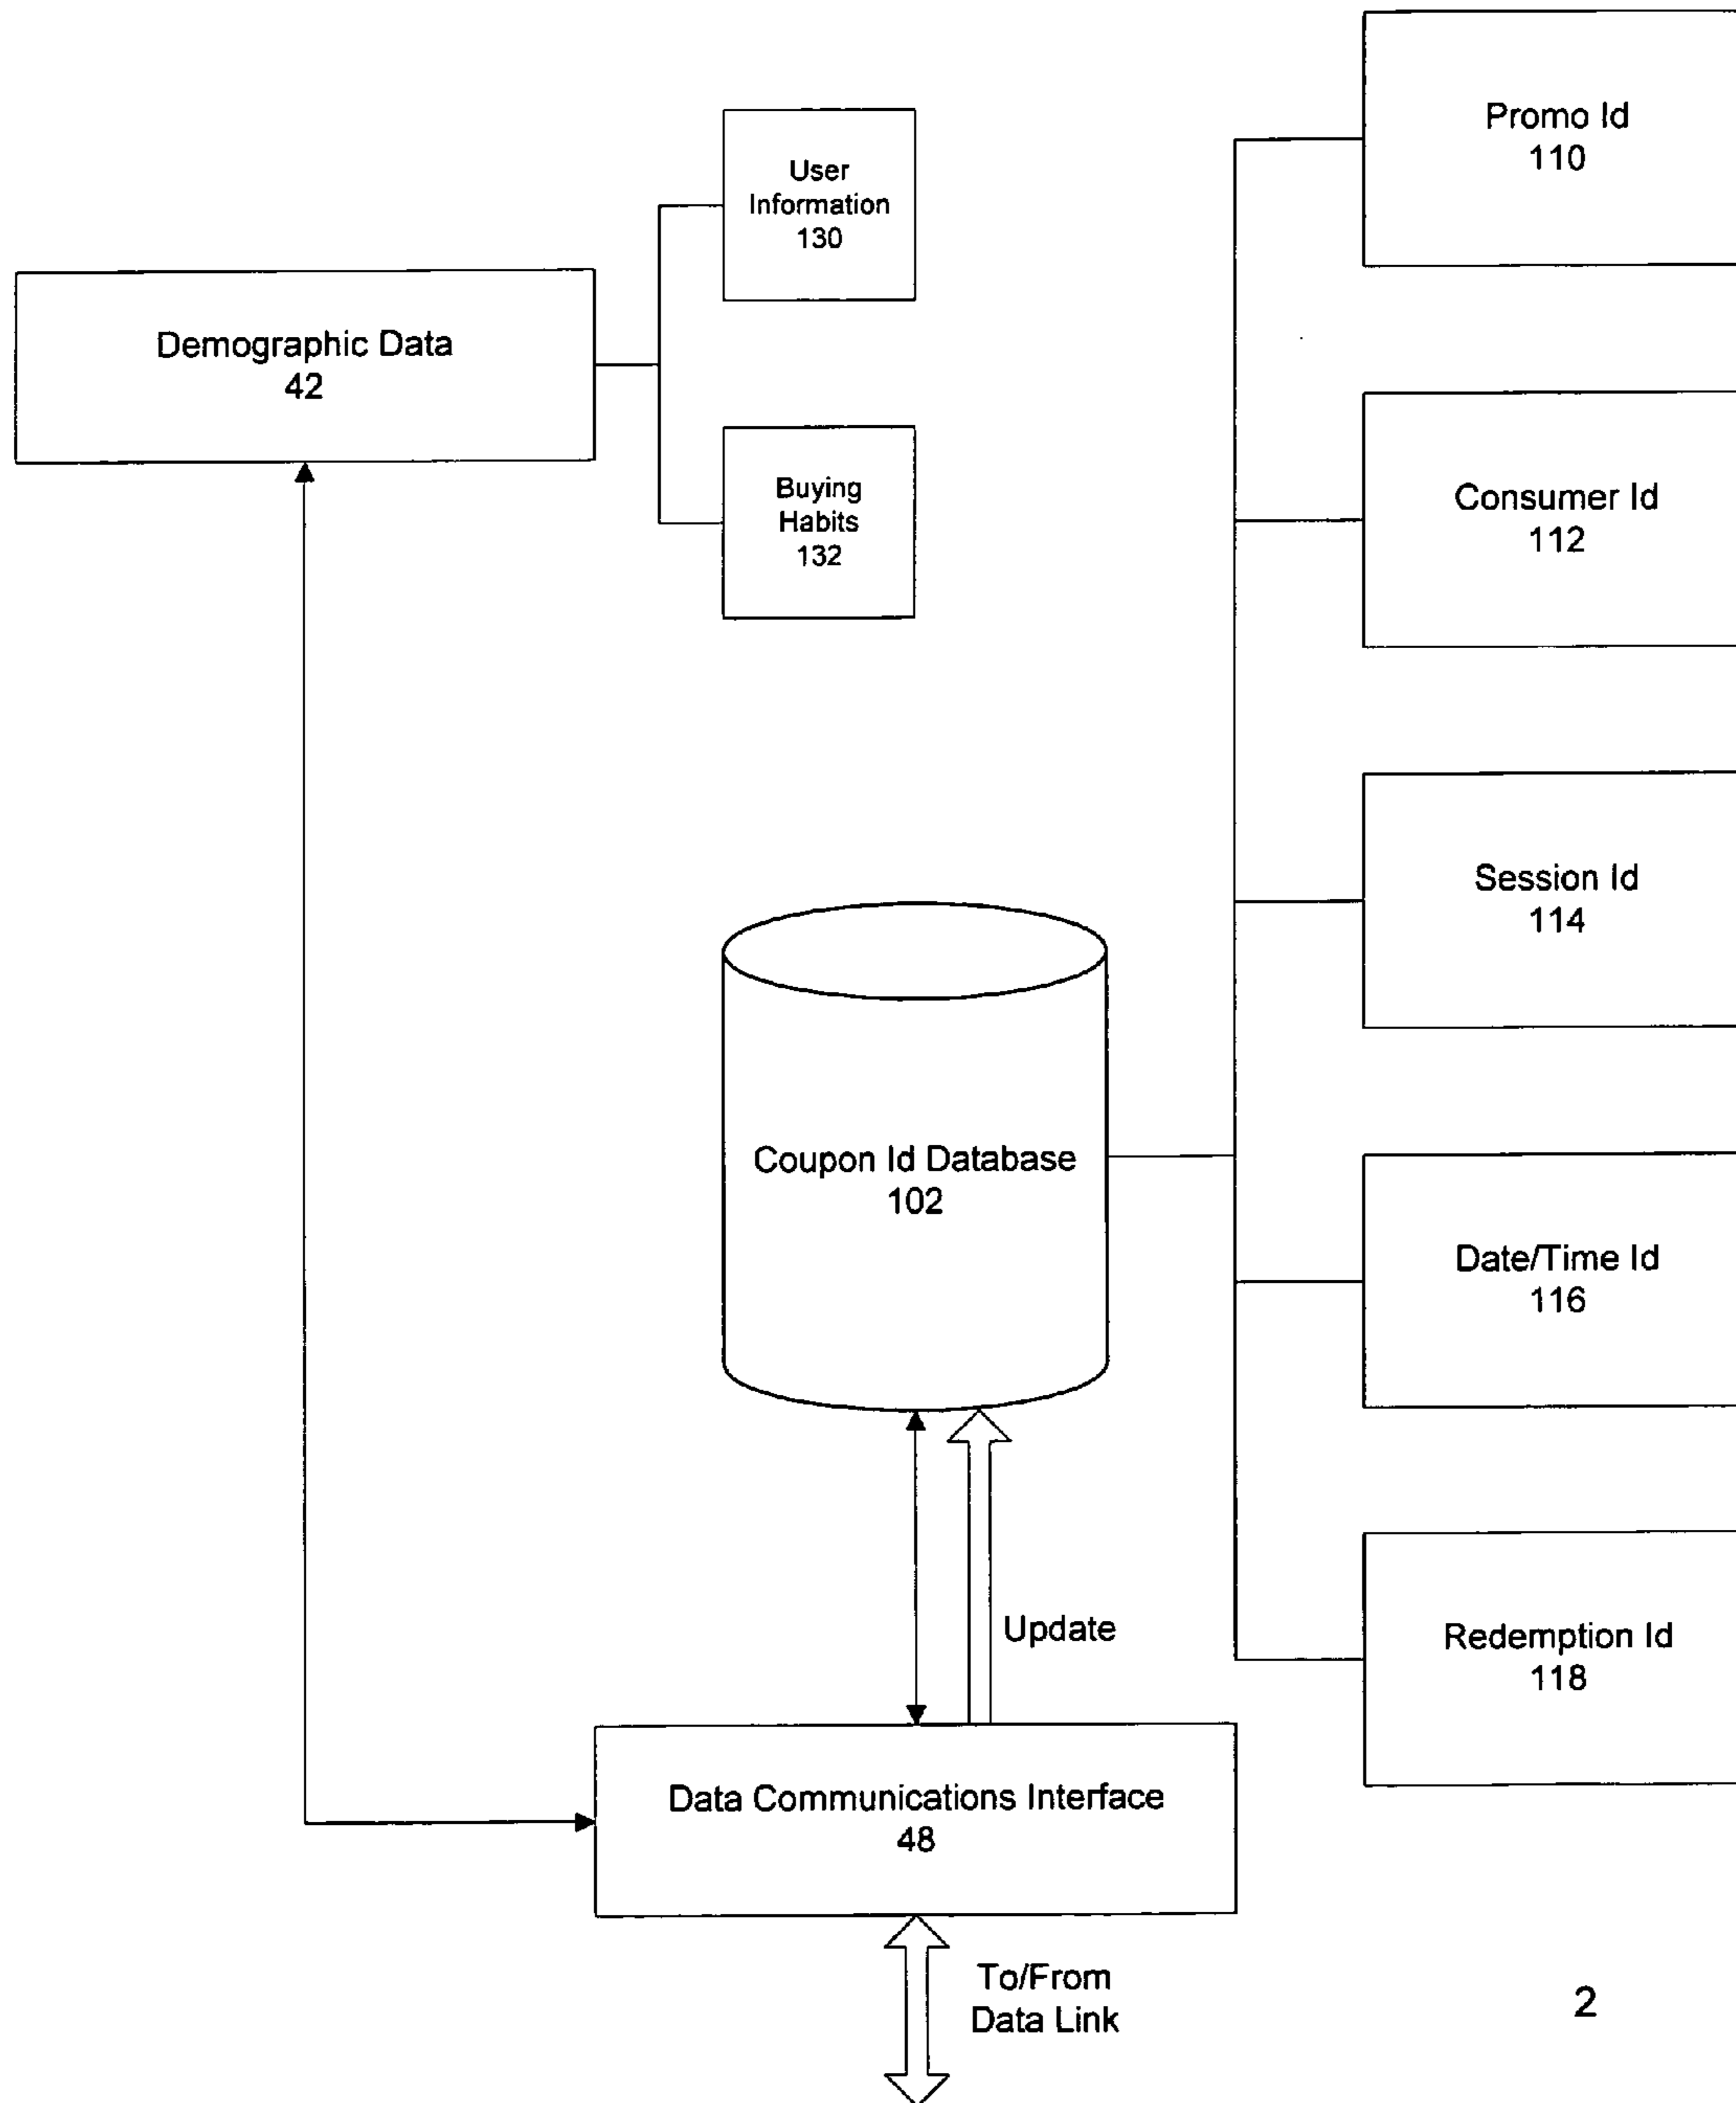 Promo Id
110
User
Information
130
Demographic Data
42
Buying
Habits
132
Consumer Id
112
Session Id
114
Coupon Id Database
102
Date/Time Id
116
Update
Redemption Id
118
Data Communications Interface
48
To/From
Data Link
2